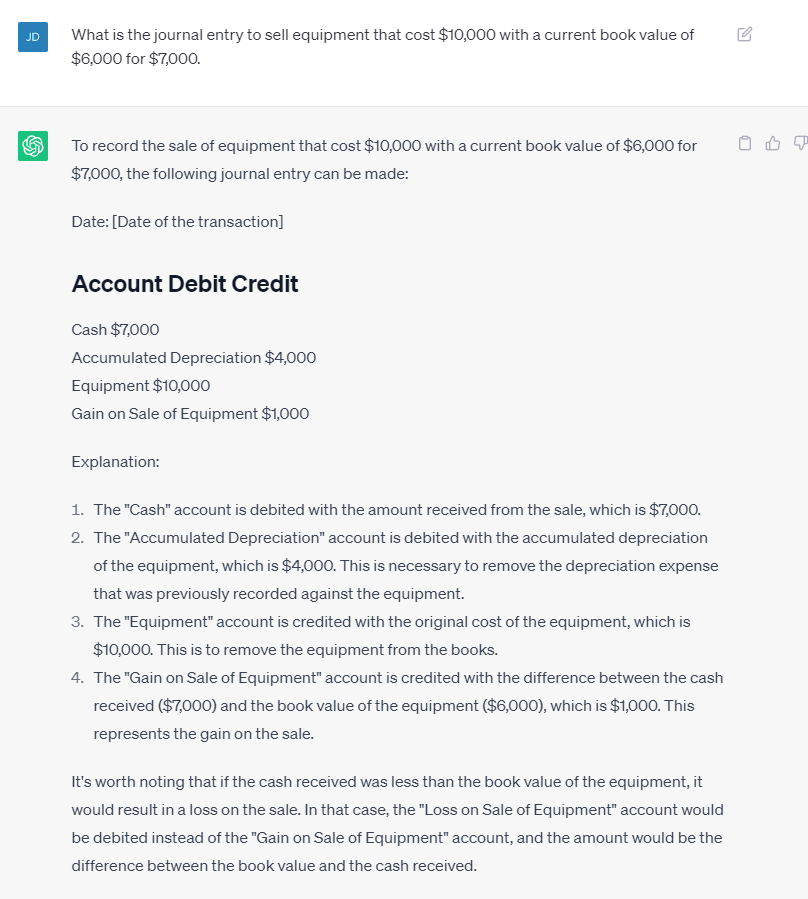 JD
What is the journal entry to sell equipment that cost $10,000 with a current book value of
$6,000 for $7,000.
To record the sale of equipment that cost $10,000 with a current book value of $6,000 for
$7,000, the following journal entry can be made:
Date: [Date of the transaction]
Account Debit Credit
Cash $7,000
Accumulated Depreciation $4,000
Equipment $10,000
Gain on Sale of Equipment $1,000
Explanation:
1. The "Cash" account is debited with the amount received from the sale, which is $7,000.
2. The "Accumulated Depreciation" account is debited with the accumulated depreciation
of the equipment, which is $4,000. This is necessary to remove the depreciation expense
that was previously recorded against the equipment.
3. The "Equipment" account is credited with the original cost of the equipment, which is
$10,000. This is to remove the equipment from the books.
4. The "Gain on Sale of Equipment" account is credited with the difference between the cash
received ($7,000) and the book value of the equipment ($6,000), which is $1,000. This
represents the gain on the sale.
It's worth noting that if the cash received was less than the book value of the equipment, it
would result in a loss on the sale. In that case, the "Loss on Sale of Equipment" account would
be debited instead of the "Gain on Sale of Equipment" account, and the amount would be the
difference between the book value and the cash received.